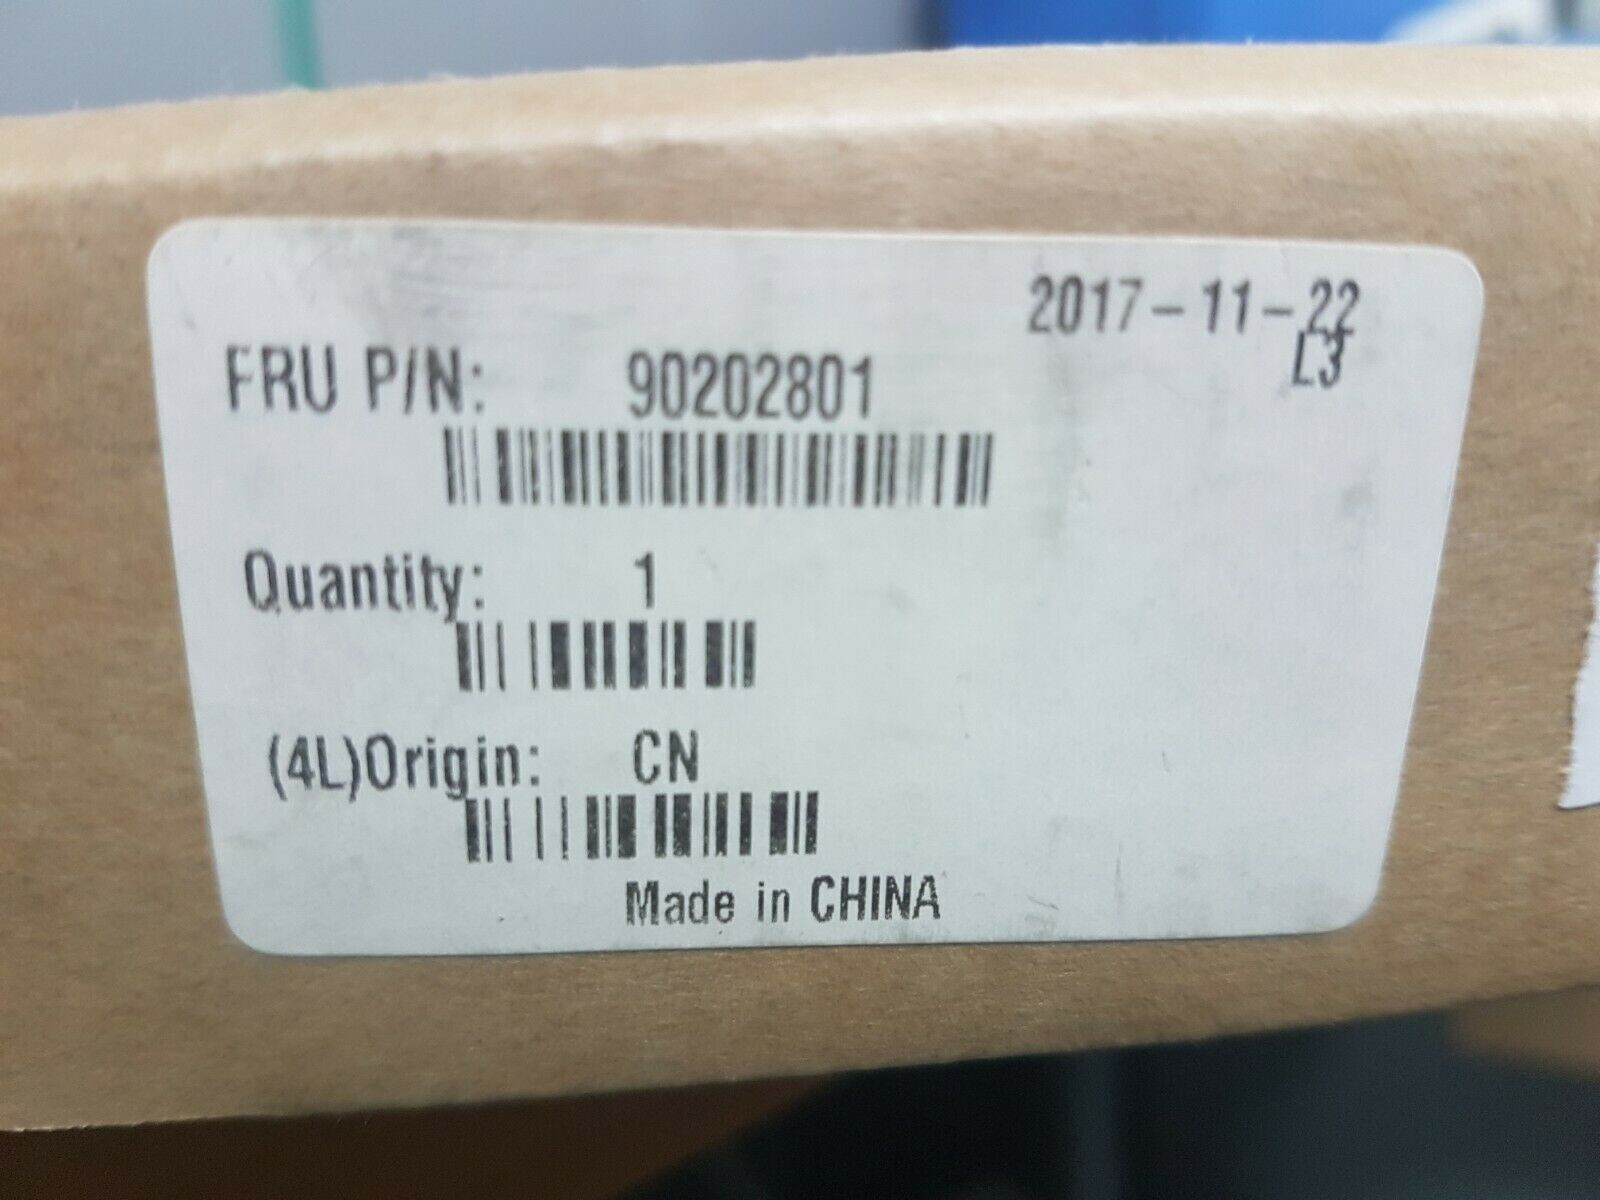 2017-11-22
L3
FRU P/N: 90202801
Quantity: 1
(4L)Origin: CN
Made in CHINA